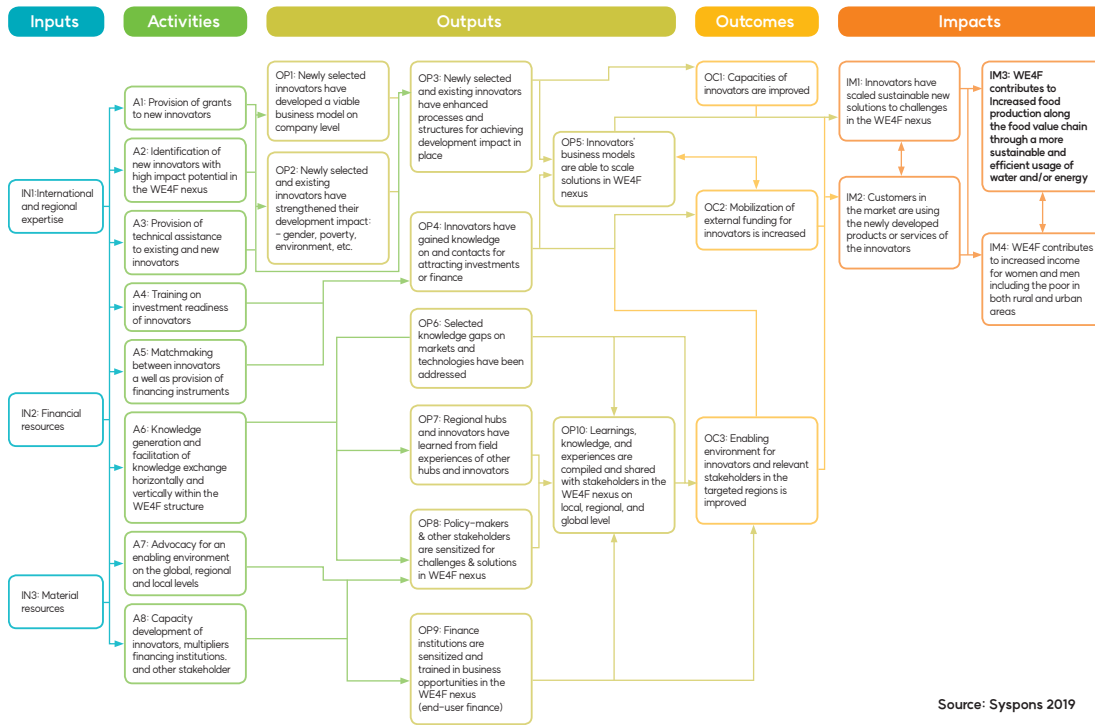 Inputs
Activities
Outputs
Outcomes
Impacts
IN1:International
and regional
expertise
IN2: Financial
resources
IN3: Material
resources
A1: Provision of grants
to new innovators
A2: Identification of
new innovators with
high impact potential in
the WE4F nexus
A3: Provision of
technical assistance
to existing and new
innovators
A4: Training on
investment readiness
of innovators
A5: Matchmaking
between innovators
a well as provision of
financing instruments
A6: Knowledge
generation and
facilitation of
knowledge exchange
horizontally and
vertically within the
WE4F structure
A7: Advocacy for an
enabling environment
on the global, regional
and local levels
A8: Capacity
development of
innovators, multipliers
financing institutions.
and other stakeholder
OP1: Newly selected
innovators have
developed a viable
business model on
company level
OP2: Newly selected
and existing
innovators have
strengthened their
development impact:
- gender, poverty,
environment, etc.
OP3: Newly selected
and existing innovators
have enhanced
processes and
structures for achieving
development impact in
place
OP4: Innovators have
gained knowledge
on and contacts for
attracting investments
or finance
OP5: Innovators'
business models
are able to scale
solutions in WE4F
nexus
OP6: Selected
knowledge gaps on
markets and
technologies have been
addressed
OP7: Regional hubs
and innovators have
learned from field
experiences of other
hubs and innovators
OP8: Policy-makers
& other stakeholders
are sensitized for
challenges & solutions
in WE4F nexus
OP9: Finance
institutions are
sensitized and
trained in business
opportunities in the
WE4F nexus
(end-user finance)
OP10: Learnings,
knowledge, and
experiences are
compiled and shared
with stakeholders in the
WE4F nexus on
local, regional, and
global level
OC1: Capacities of
innovators are improved
OC2: Mobilization of
external funding for
innovators is increased
OC3: Enabling
environment for
innovators and relevant
stakeholders in the
targeted regions is
improved
IM1: Innovators have
scaled sustainable new
solutions to challenges
in the WE4F nexus
IM2: Customers in
the market are using
the newly developed
products or services of
the innovators
IM3: WE4F
contributes to
Increased food
production along
the food value chain
through a more
sustainable and
efficient usage of
water and/or energy
IM4: WE4F contributes
to increased income
for women and men
including the poor in
both rural and urban
areas
Source: Syspons 2019